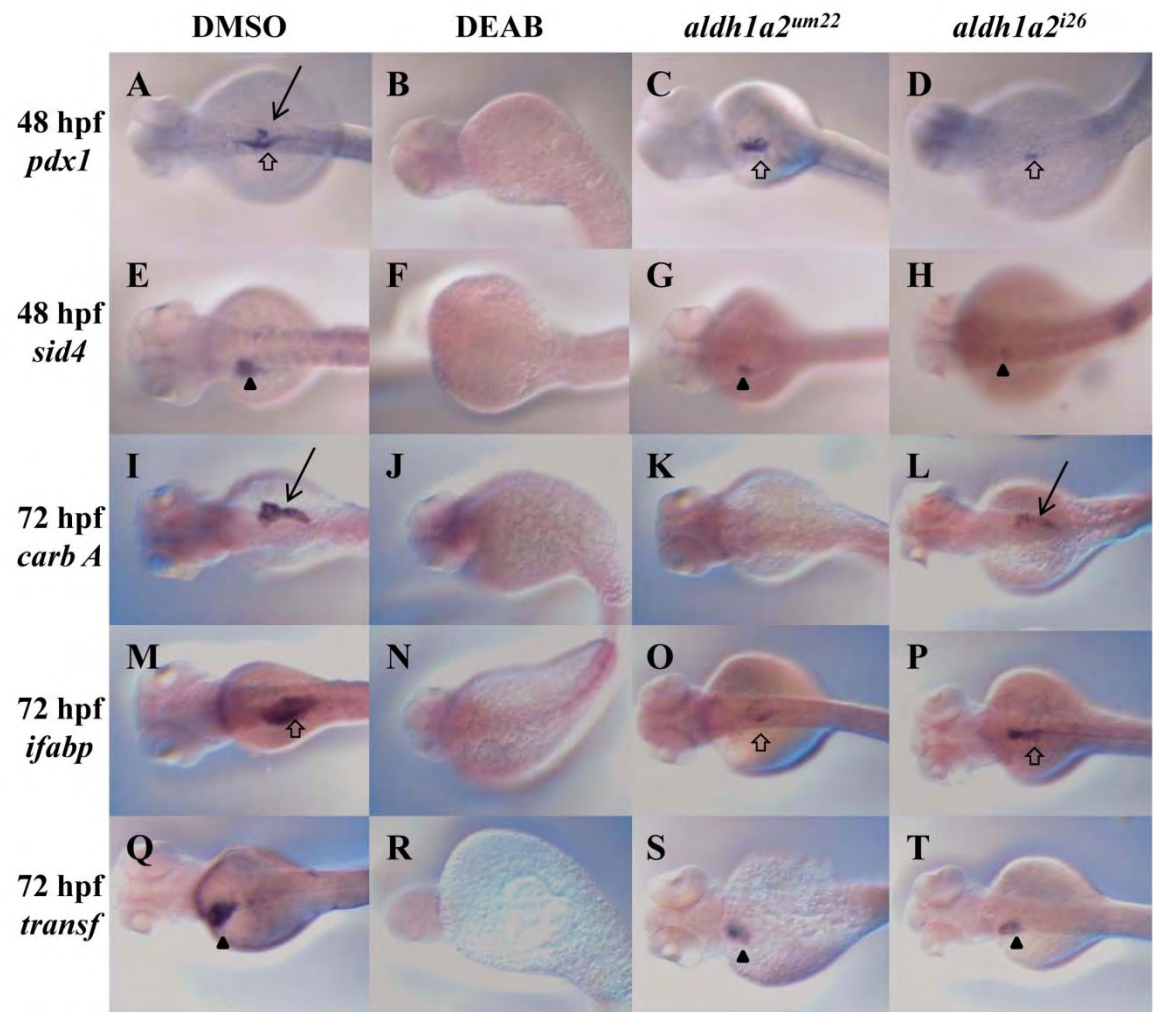 DMSO DEAB aldh1a2um22 aldh1a2i26
A B C D
48 hpf
pdx1
E F G H
48 hpf
sid4
I J K L
72 hpf
carb A
M N O P
72 hpf
ifabp
Q R S T
72 hpf
transf